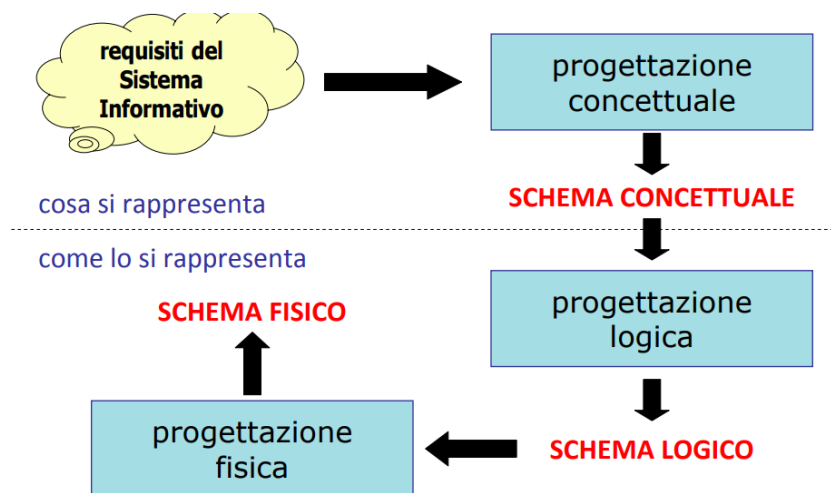 requisiti del
Sistema
Informativo
progettazione
concettuale
cosa si rappresenta
SCHEMA CONCETTUALE
come lo si rappresenta
SCHEMA FISICO
progettazione
logica
progettazione
fisica
SCHEMA LOGICO